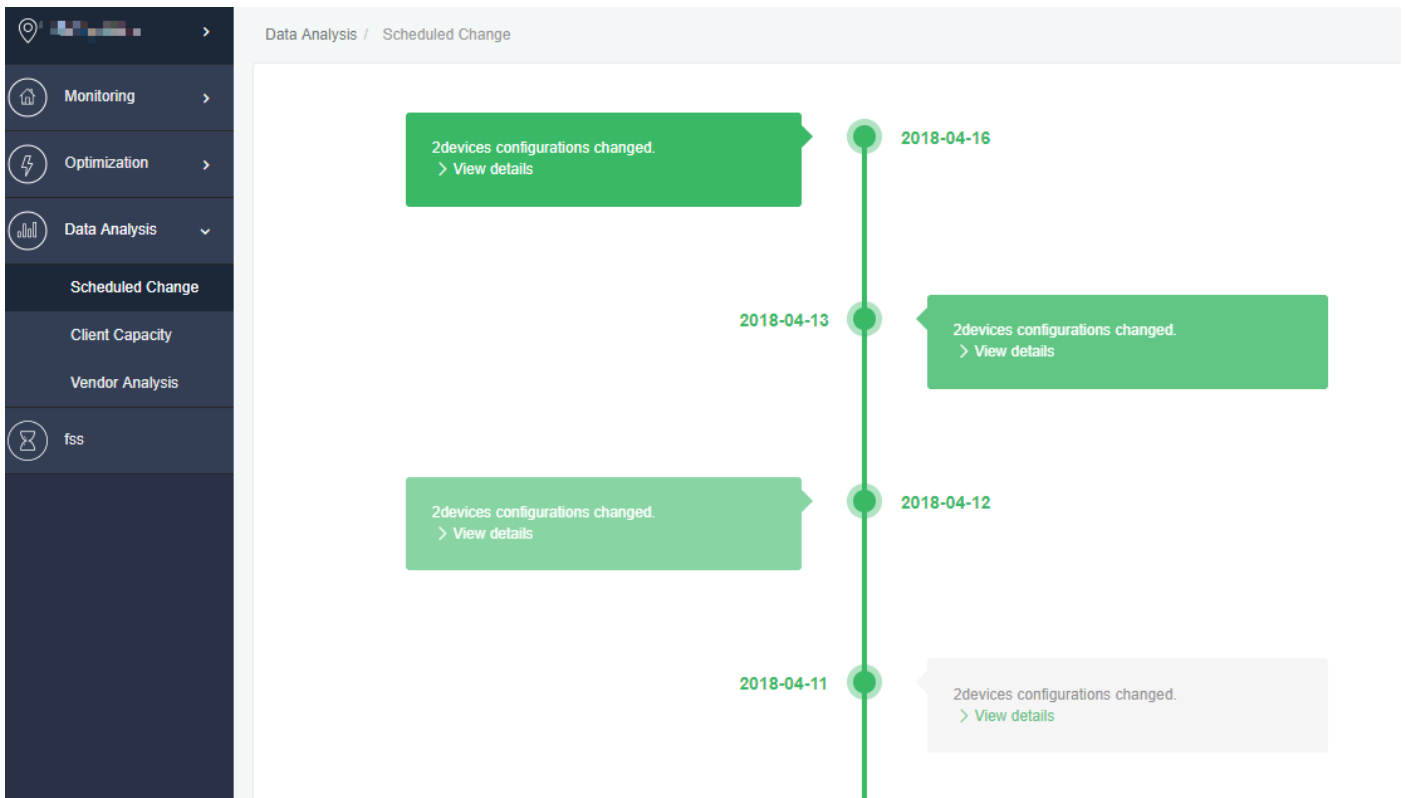 Data Analysis / Scheduled Change
Monitoring
Optimization
Data Analysis
Scheduled Change
Client Capacity
Vendor Analysis
fss
2devices configurations changed.
> View details
2018-04-16
2018-04-13
2devices configurations changed.
> View details
2devices configurations changed.
> View details
2018-04-12
2018-04-11
2devices configurations changed.
> View details